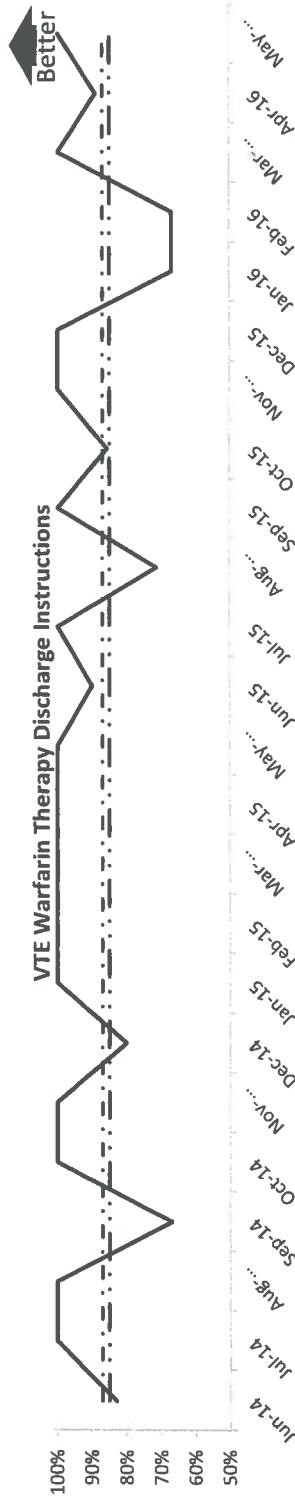 VTE Warfarin Therapy Discharge Instructions
Better
100%
90%
80%
70%
60%
50%
Jun-14
Jul-14
Aug-...
Sep-14
Oct-14
Nov-...
Dec-14
Jan-15
Feb-15
Mar-...
Apr-15
May-...
Jun-15
Jul-15
Aug-...
Sep-15
Oct-15
Nov-...
Dec-15
Jan-16
Feb-16
Mar-...
Apr-16
May-...